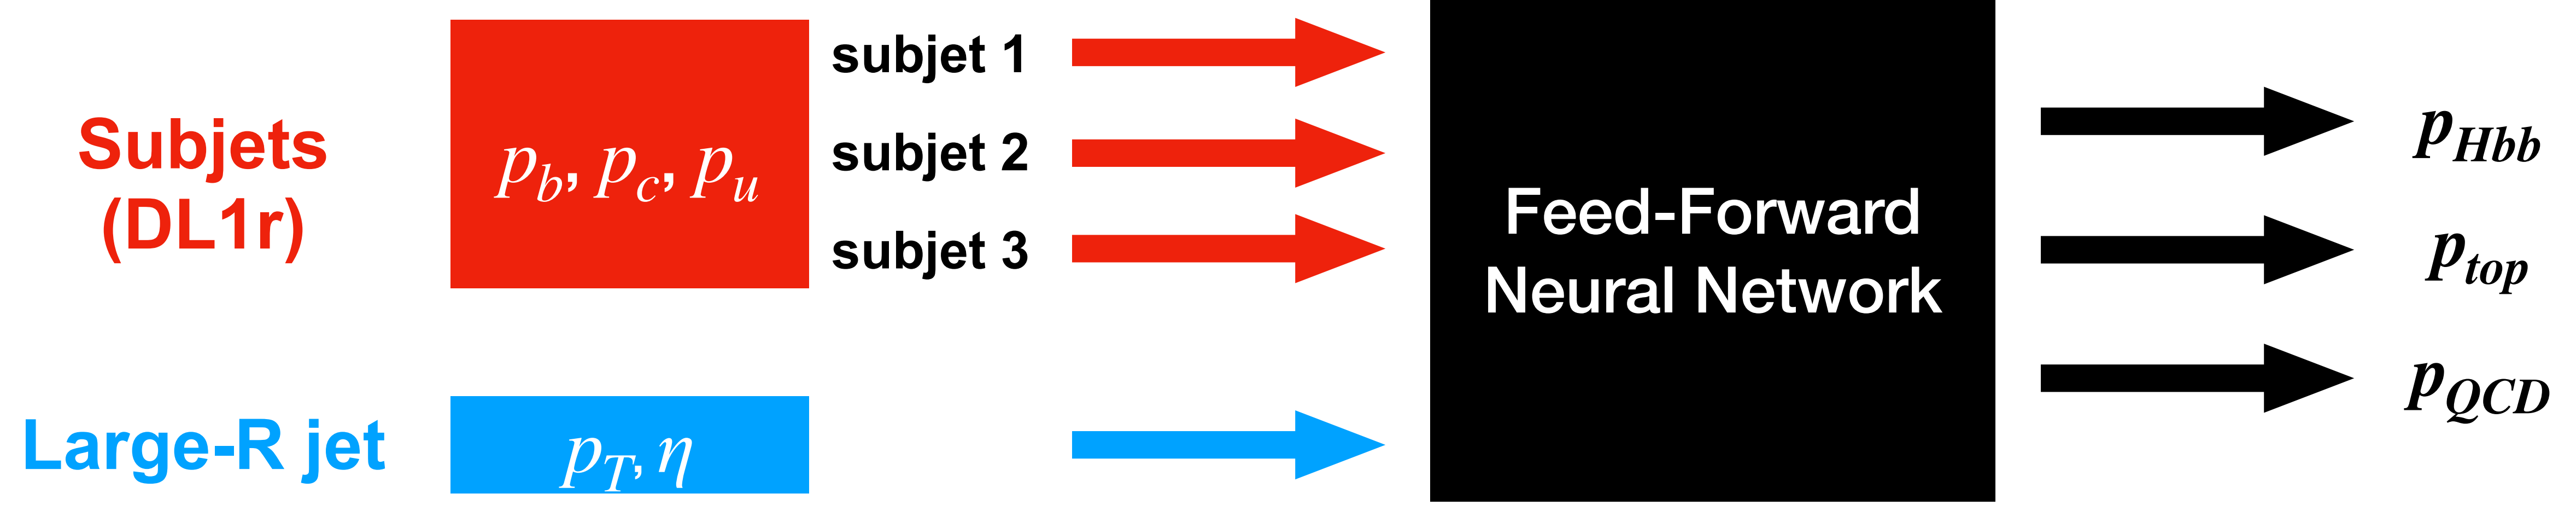 Subjets
(DL1r)
p_b, p_c, p_u
subjet 1
subjet 2
subjet 3
Large-R jet
p_T, η
Feed-Forward
Neural Network
p_Hbb
p_top
p_QCD